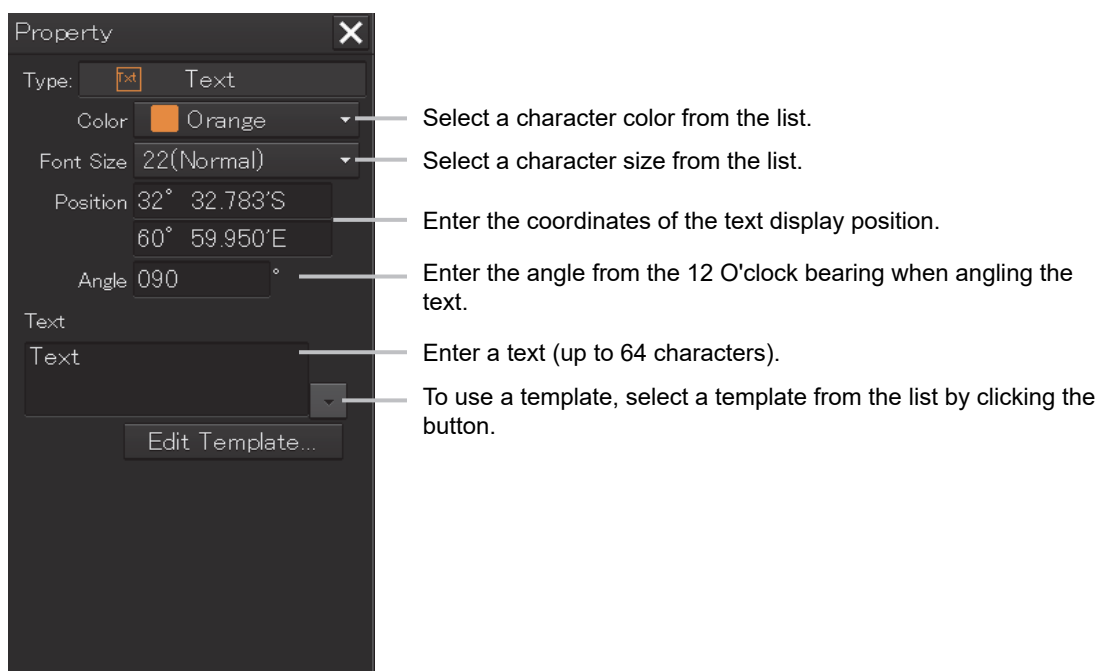 Property
Type: Txt Text
Color Orange
Select a character color from the list.
Font Size 22(Normal)
Select a character size from the list.
Position 32° 32.783'S
60° 59.950'E
Enter the coordinates of the text display position.
Angle 090 °
Enter the angle from the 12 O'clock bearing when angling the
text.
Text
Text
Enter a text (up to 64 characters).
To use a template, select a template from the list by clicking the
button.
Edit Template...